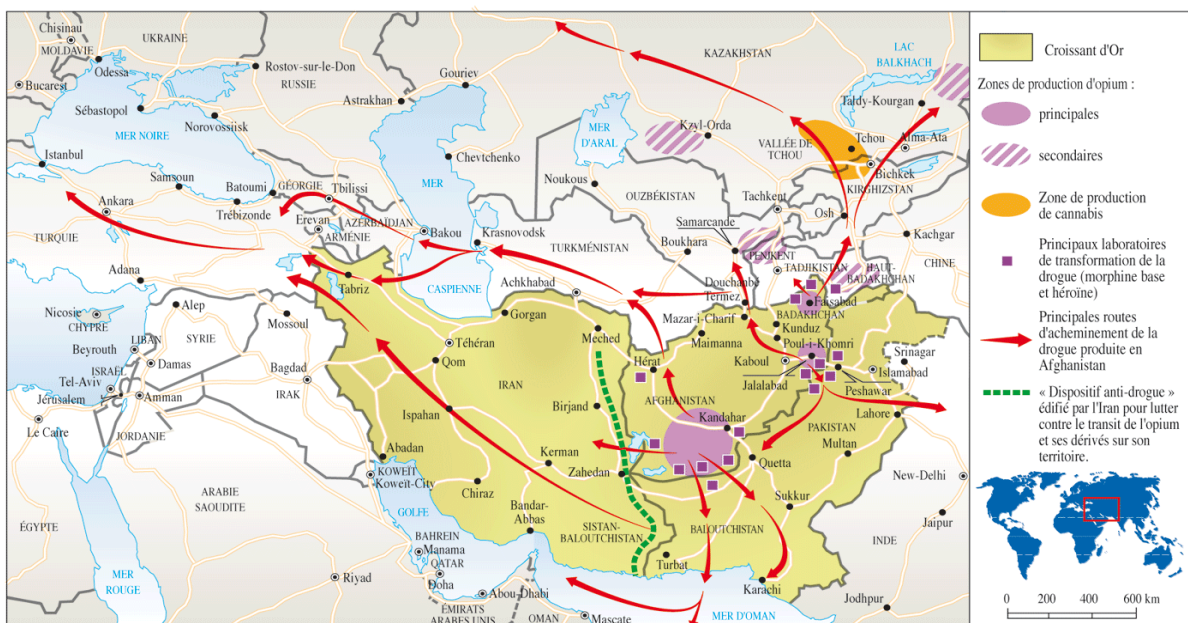 Chisinau
MOLDAVIE
UKRAINE
Odessa
Bucarest
Rostov-sur-le-Don
RUSSIE
Sébastopol
Norovossiisk
MER NOIRE
Astrakhan
Gouriev
KAZAKHSTAN
LAC
BALKHACH
Taldy-Kourgan
Kzyl-Orda
MER
D'ARAL
VALLÉE DE
TCHOU
Tchou
Alma-Ata
Bichkek
KIRGHIZSTAN
Istanbul
Samsoun
Batoumi
GÉORGIE
Tbilissi
Chevtchenko
MER
CASPIENNE
Noukous
OUZBÉKISTAN
Tachkent
Osh
Kachgar
CHINE
Ankara
Trébizonde
Erevan
ARMÉNIE
AZERBAÏDJAN
Bakou
Krasnovodsk
TURKMÉNISTAN
Boukhara
Samarcande
PENJIKENT
TADJIKISTAN
HAUT-
BADAKHCHAN
TURQUIE
Adana
Tabriz
Achkhabad
Douchanbé
Termez
Faisabad
BADAKHCHAN
Nicosie
CHYPRE
Alep
Mossoul
Gorgan
Meched
Mazar-i-Charif
Maimanna
Kunduz
Poul-i-Khomri
Srinagar
Beyrouth
LIBAN
SYRIE
Damas
Téhéran
Qom
Hérat
Kaboul
Jalalabad
Islamabad
Peshawar
ISRAËL
Tel-Aviv
Jérusalem
Amman
Bagdad
IRAK
IRAN
AFGHANISTAN
Le Caire
JORDANIE
Ispahan
Birjand
Kandahar
Lahore
PAKISTAN
Multan
Abadan
Kerman
Zahedan
Quetta
New-Delhi
KOWEÏT
Koweït-City
Chiraz
Sukkur
ARABIE
SAOUDITE
GOLFE
Bandar-
Abbas
SISTAN-
BALOUTCHISTAN
BALOUTCHISTAN
INDE
Jaipur
ÉGYPTE
BAHREIN
Manama
QATAR
Doha
Turbat
Karachi
MER
ROUGE
Riyad
Abou-Dhabi
ÉMIRATS
ARABES UNIS
OMAN
Mascate
MER D'OMAN
Jodhpur
Croissant d'Or
Zones de production d'opium :
principales
secondaires
Zone de production
de cannabis
Principaux laboratoires
de transformation de la
drogue (morphine base
et héroïne)
Principales routes
d'acheminement de la
drogue produite en
Afghanistan
« Dispositif anti-drogue »
édifié par l'Iran pour lutter
contre le transit de l'opium
et ses dérivés sur son
territoire.
0 200 400 600 km